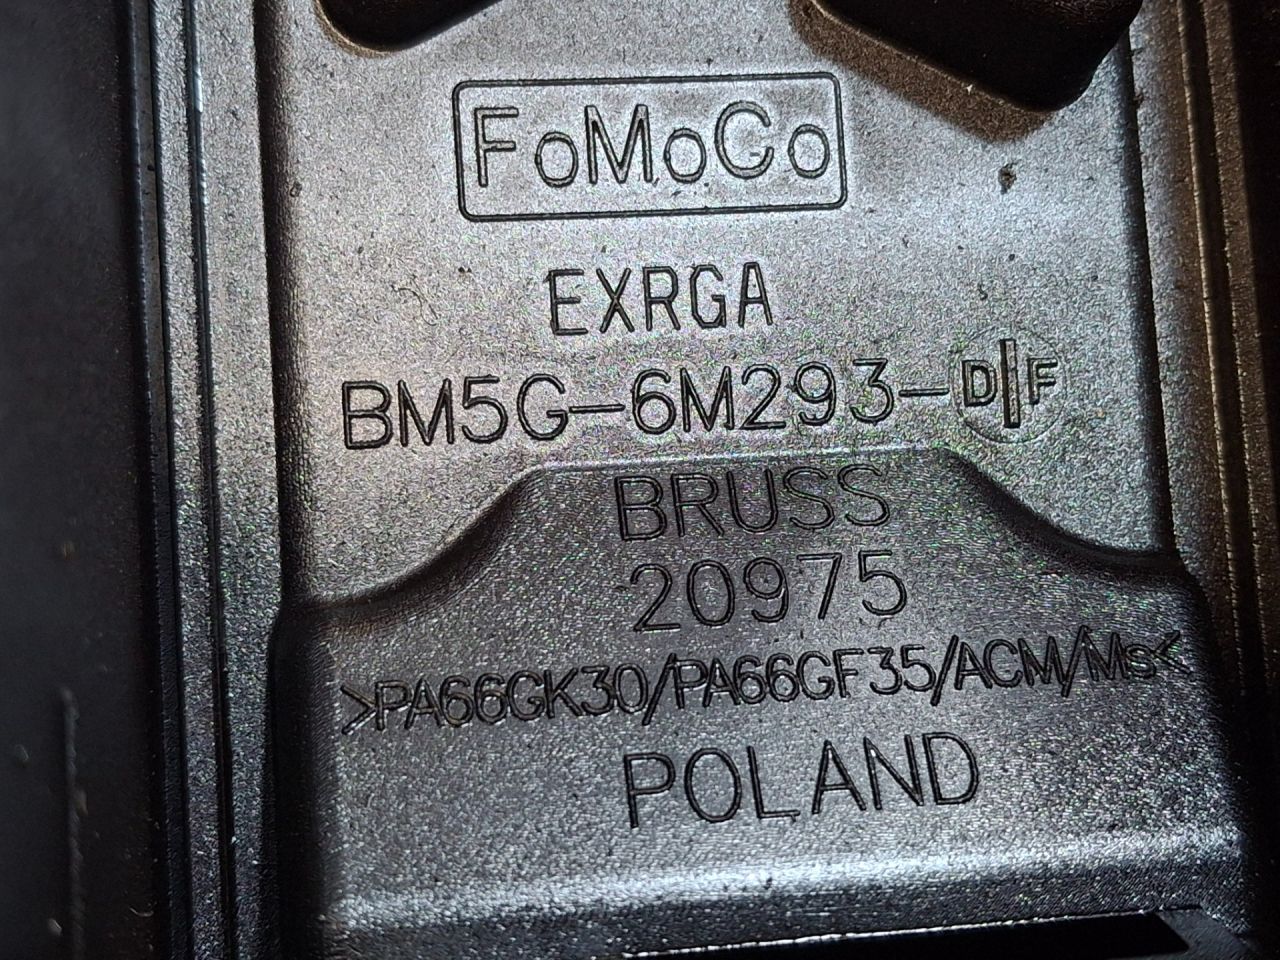 FoMoCo
EXRGA
BM5G-6M293-D|F
BRUSS
20975
>PA66GK30/PA66GF35/ACM/Ms<
POLAND